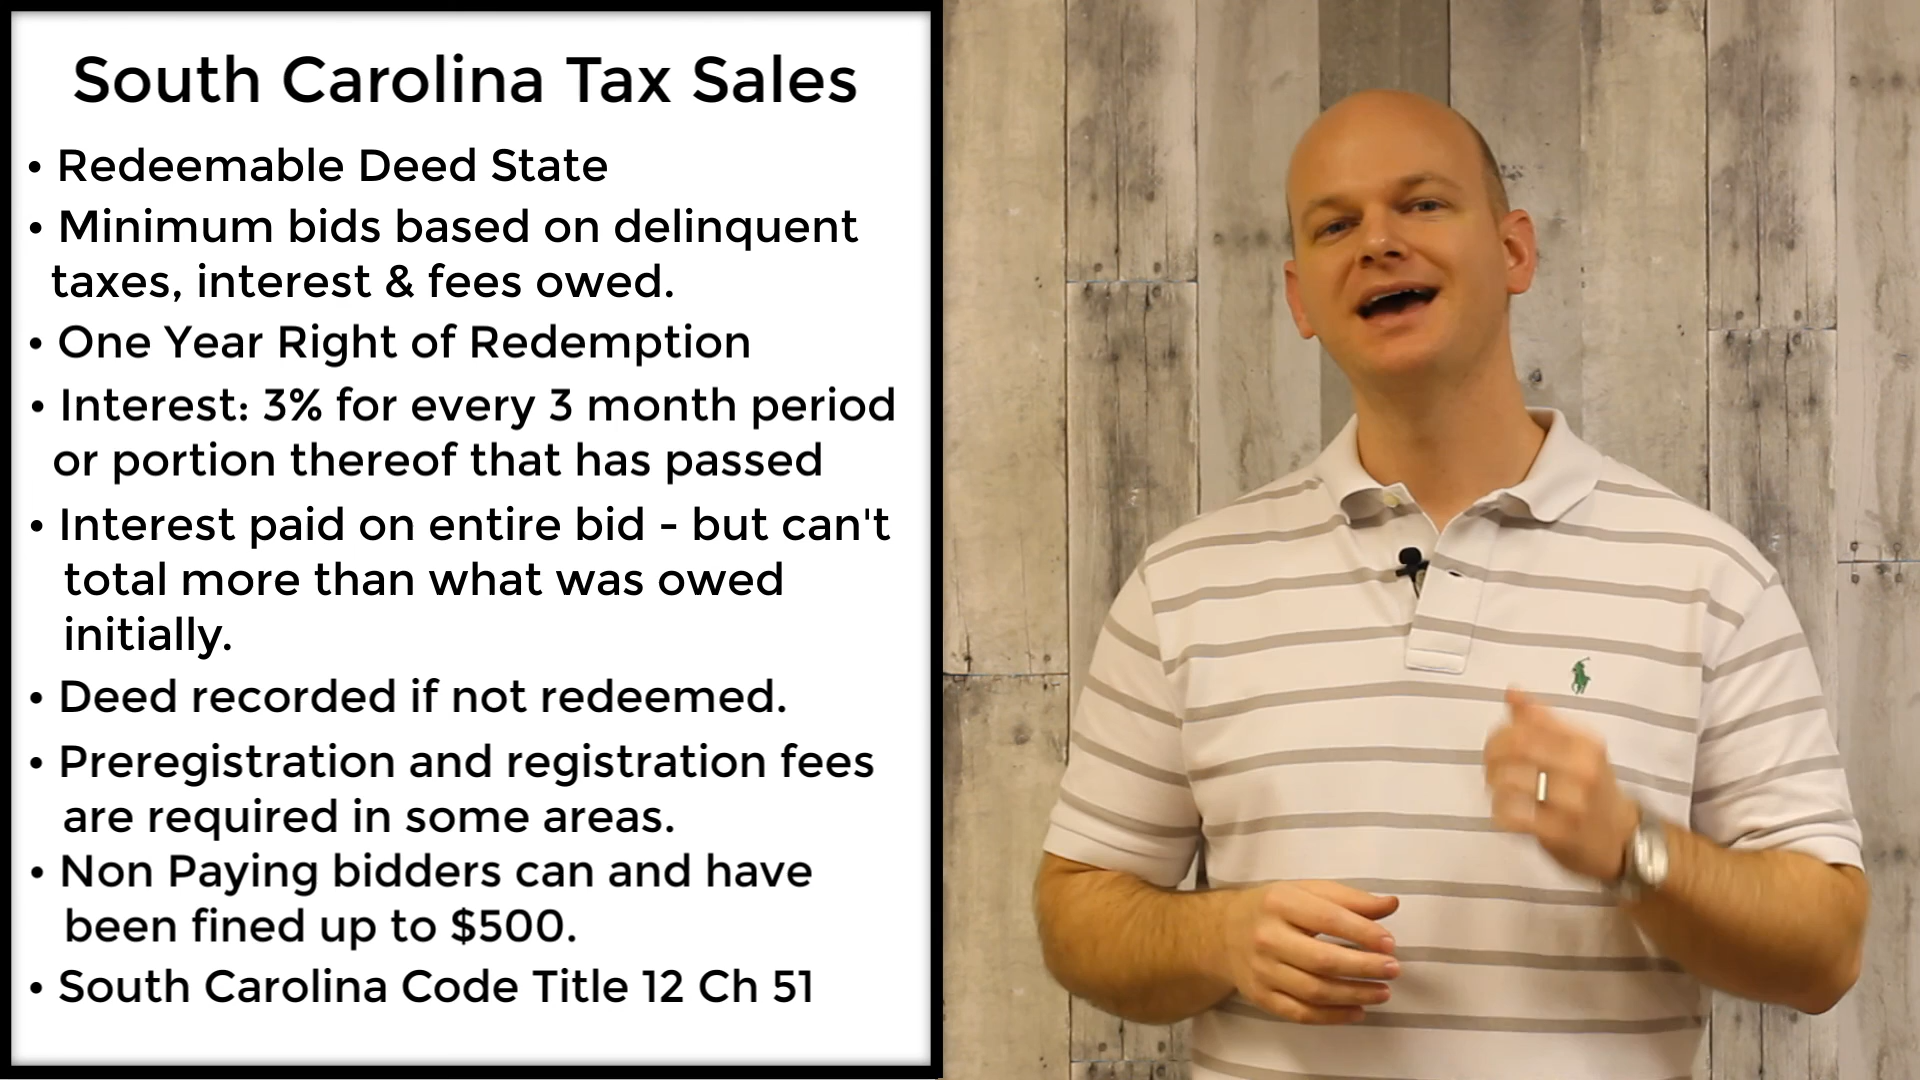 South Carolina Tax Sales
• Redeemable Deed State
• Minimum bids based on delinquent
taxes, interest & fees owed.
• One Year Right of Redemption
• Interest: 3% for every 3 month period
or portion thereof that has passed
• Interest paid on entire bid - but can't
total more than what was owed
initially.
• Deed recorded if not redeemed.
• Preregistration and registration fees
are required in some areas.
• Non Paying bidders can and have
been fined up to $500.
• South Carolina Code Title 12 Ch 51